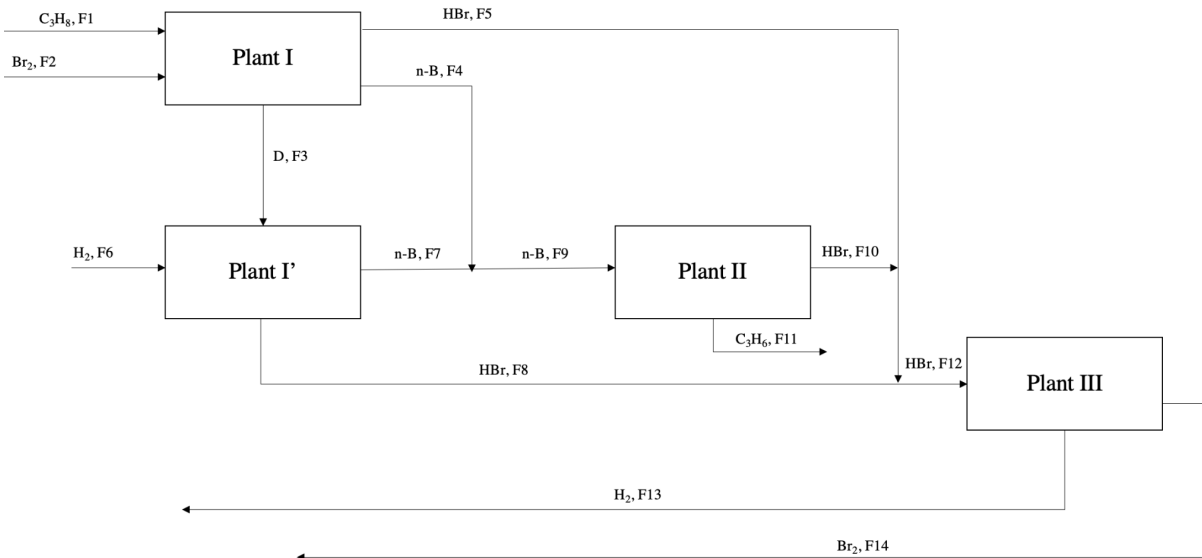 C₃H₈, F1
HBr, F5
Plant I
Br₂, F2
n-B, F4
D, F3
H₂, F6
Plant I’
n-B, F7
n-B, F9
Plant II
HBr, F10
C₃H₆, F11
HBr, F8
HBr, F12
Plant III
H₂, F13
Br₂, F14